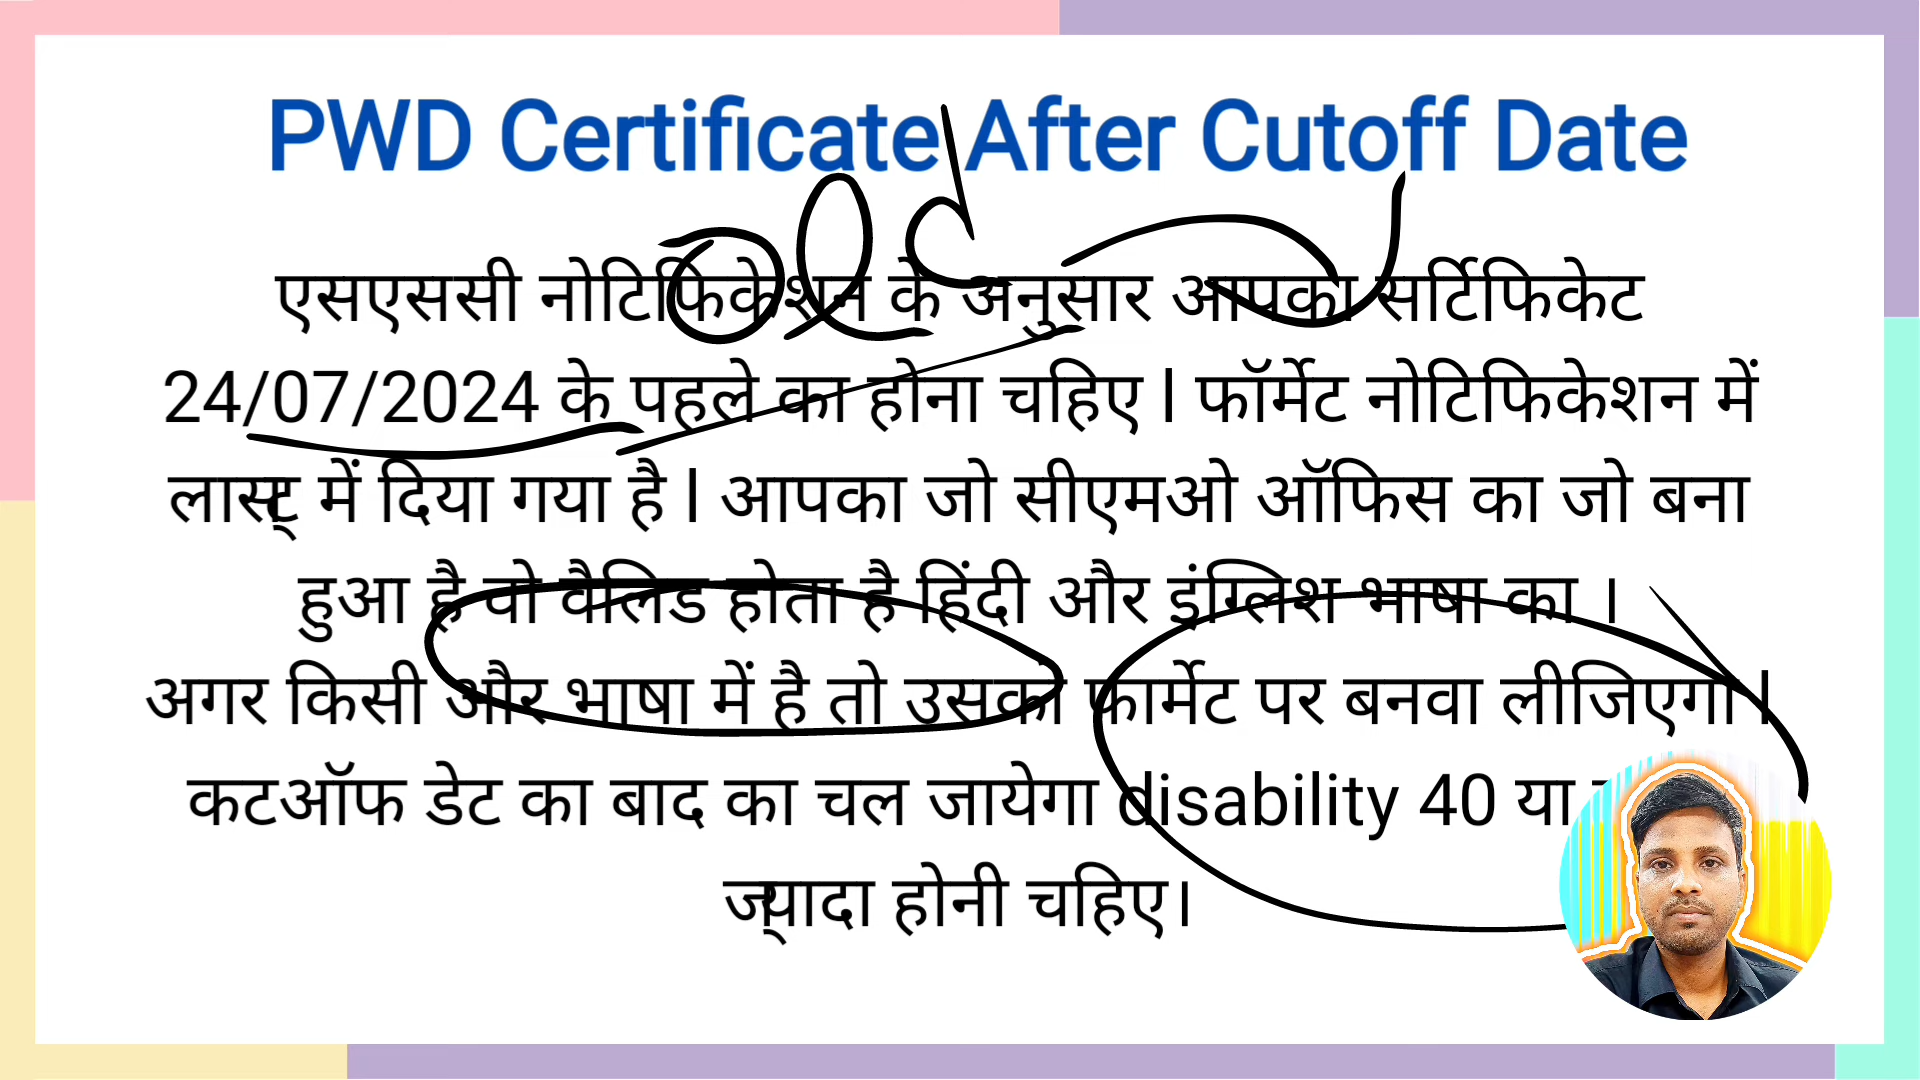 PWD Certificate After Cutoff Date
old
एसएससी नोटिफिकेशन के अनुसार आपका सर्टिफिकेट
24/07/2024 के पहले का होना चहिए l फॉर्मेट नोटिफिकेशन में
लास्ट् में दिया गया है l आपका जो सीएमओ ऑफिस का जो बना
हुआ है वो वैलिड होता है हिंदी और इंग्लिश भाषा का ।
अगर किसी और भाषा में है तो उसको फार्मेट पर बनवा लीजिएगा l
कटऑफ डेट का बाद का चल जायेगा disability 40 या
ज्यादा होनी चहिए।